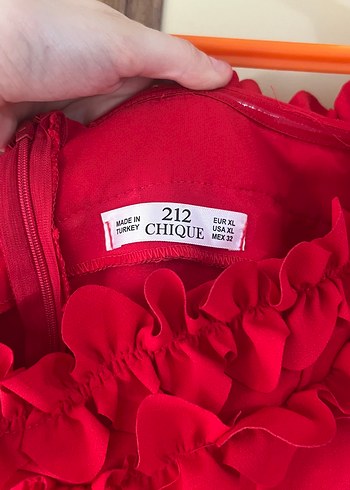 MADE IN
TURKEY
212
CHIQUE
EUR XL
USA XL
MEX 32